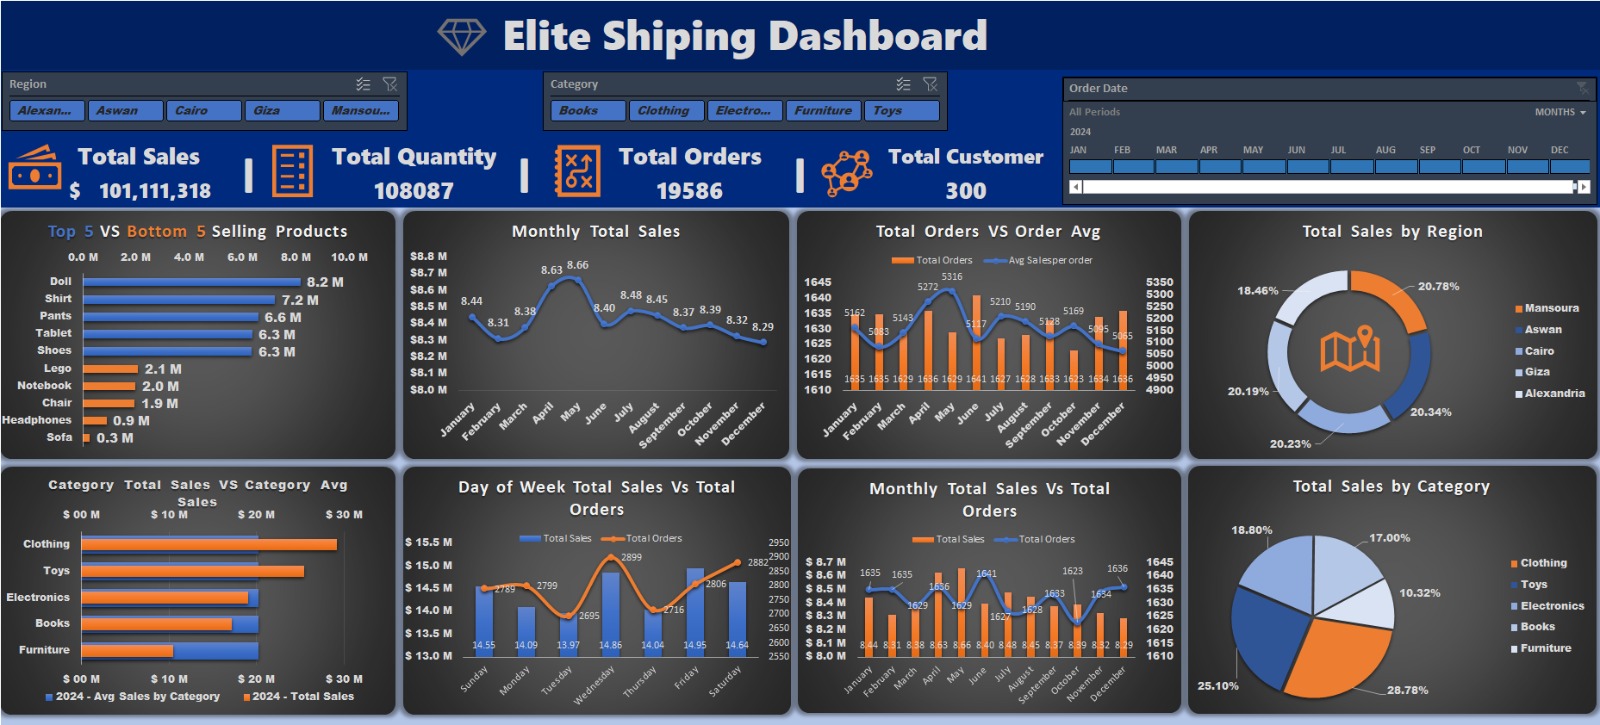 Elite Shiping Dashboard
Region
Alexan... Aswan Cairo Giza Mansou...
Category
Books Clothing Electro... Furniture Toys
Order Date
All Periods MONTHS
2024
JAN FEB MAR APR MAY JUN JUL AUG SEP OCT NOV DEC
Total Sales
$ 101,111,318
Total Quantity
108087
Total Orders
19586
Total Customer
300
Top 5 VS Bottom 5 Selling Products
0.0 M 2.0 M 4.0 M 6.0 M 8.0 M 10.0 M
Doll 8.2 M
Shirt 7.2 M
Pants 6.6 M
Tablet 6.3 M
Shoes 6.3 M
Lego 2.1 M
Notebook 2.0 M
Chair 1.9 M
Headphones 0.9 M
Sofa 0.3 M
Monthly Total Sales
$8.8 M
$8.7 M
$8.6 M
$8.5 M
$8.4 M
$8.3 M
$8.2 M
$8.1 M
$8.0 M
8.44 8.31 8.38 8.63 8.66 8.40 8.48 8.45 8.37 8.39 8.32 8.29
January February March April May June July August September October November December
Total Orders VS Order Avg
Total Orders Avg Salesperorder
1645
1640
1635
1630
1625
1620
1615
1610
5162 5083 5143 5272 5316 5117 5210 5190 5128 5169 5095 5065
1635 1635 1629 1636 1629 1641 1627 1628 1633 1623 1634 1636
5350
5300
5250
5200
5150
5100
5050
5000
4950
4900
January February March April May June July August September October November December
Total Sales by Region
20.78%
20.34%
20.23%
20.19%
18.46%
Mansoura
Aswan
Cairo
Giza
Alexandria
Category Total Sales VS Category Avg
Sales
$ 00 M $ 10 M $ 20 M $ 30 M
Clothing
Toys
Electronics
Books
Furniture
$ 00 M $ 10 M $ 20 M $ 30 M
2024 - Avg Sales by Category 2024 - Total Sales
Day of Week Total Sales Vs Total
Orders
Total Sales Total Orders
$ 15.5 M
$ 15.0 M
$ 14.5 M
$ 14.0 M
$ 13.5 M
$ 13.0 M
2789 2799 2695 2899 2716 2806 2882
14.55 14.09 13.97 14.86 14.04 14.95 14.64
2950
2900
2850
2800
2750
2700
2650
2600
2550
Sunday Monday Tuesday Wednesday Thursday Friday Saturday
Monthly Total Sales Vs Total
Orders
Total Sales Total Orders
$ 8.7 M
$ 8.6 M
$ 8.5 M
$ 8.4 M
$ 8.3 M
$ 8.2 M
$ 8.1 M
$ 8.0 M
1635 1635 1629 1636 1629 1641 1627 1628 1633 1623 1634 1636
8.44 8.31 8.38 8.63 8.66 8.40 8.48 8.45 8.37 8.39 8.32 8.29
1645
1640
1635
1630
1625
1620
1615
1610
January February March April May June July August September October November December
Total Sales by Category
17.00%
10.32%
28.78%
25.10%
18.80%
Clothing
Toys
Electronics
Books
Furniture